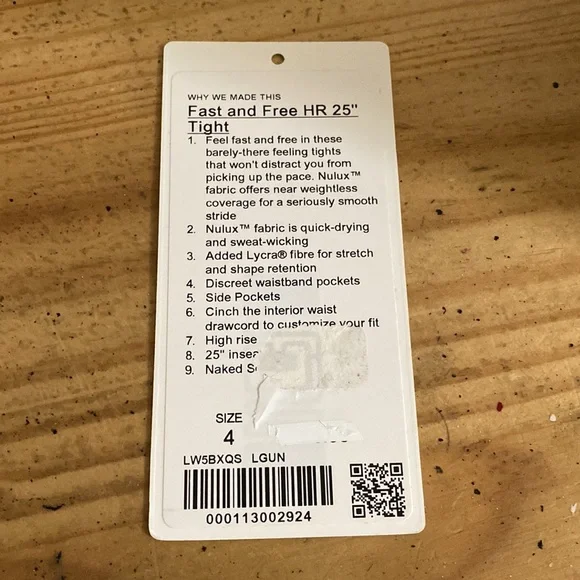 WHY WE MADE THIS
Fast and Free HR 25"
Tight
1. Feel fast and free in these
barely-there feeling tights
that won't distract you from
picking up the pace. Nulux™
fabric offers near weightless
coverage for a seriously smooth
stride
2. Nulux™ fabric is quick-drying
and sweat-wicking
3. Added Lycra® fibre for stretch
and shape retention
4. Discreet waistband pockets
5. Side Pockets
6. Cinch the interior waist
drawcord to customize your fit
7. High rise
8. 25"
9. Naked
SIZE
4
LW5BXQS LGUN
000113002924